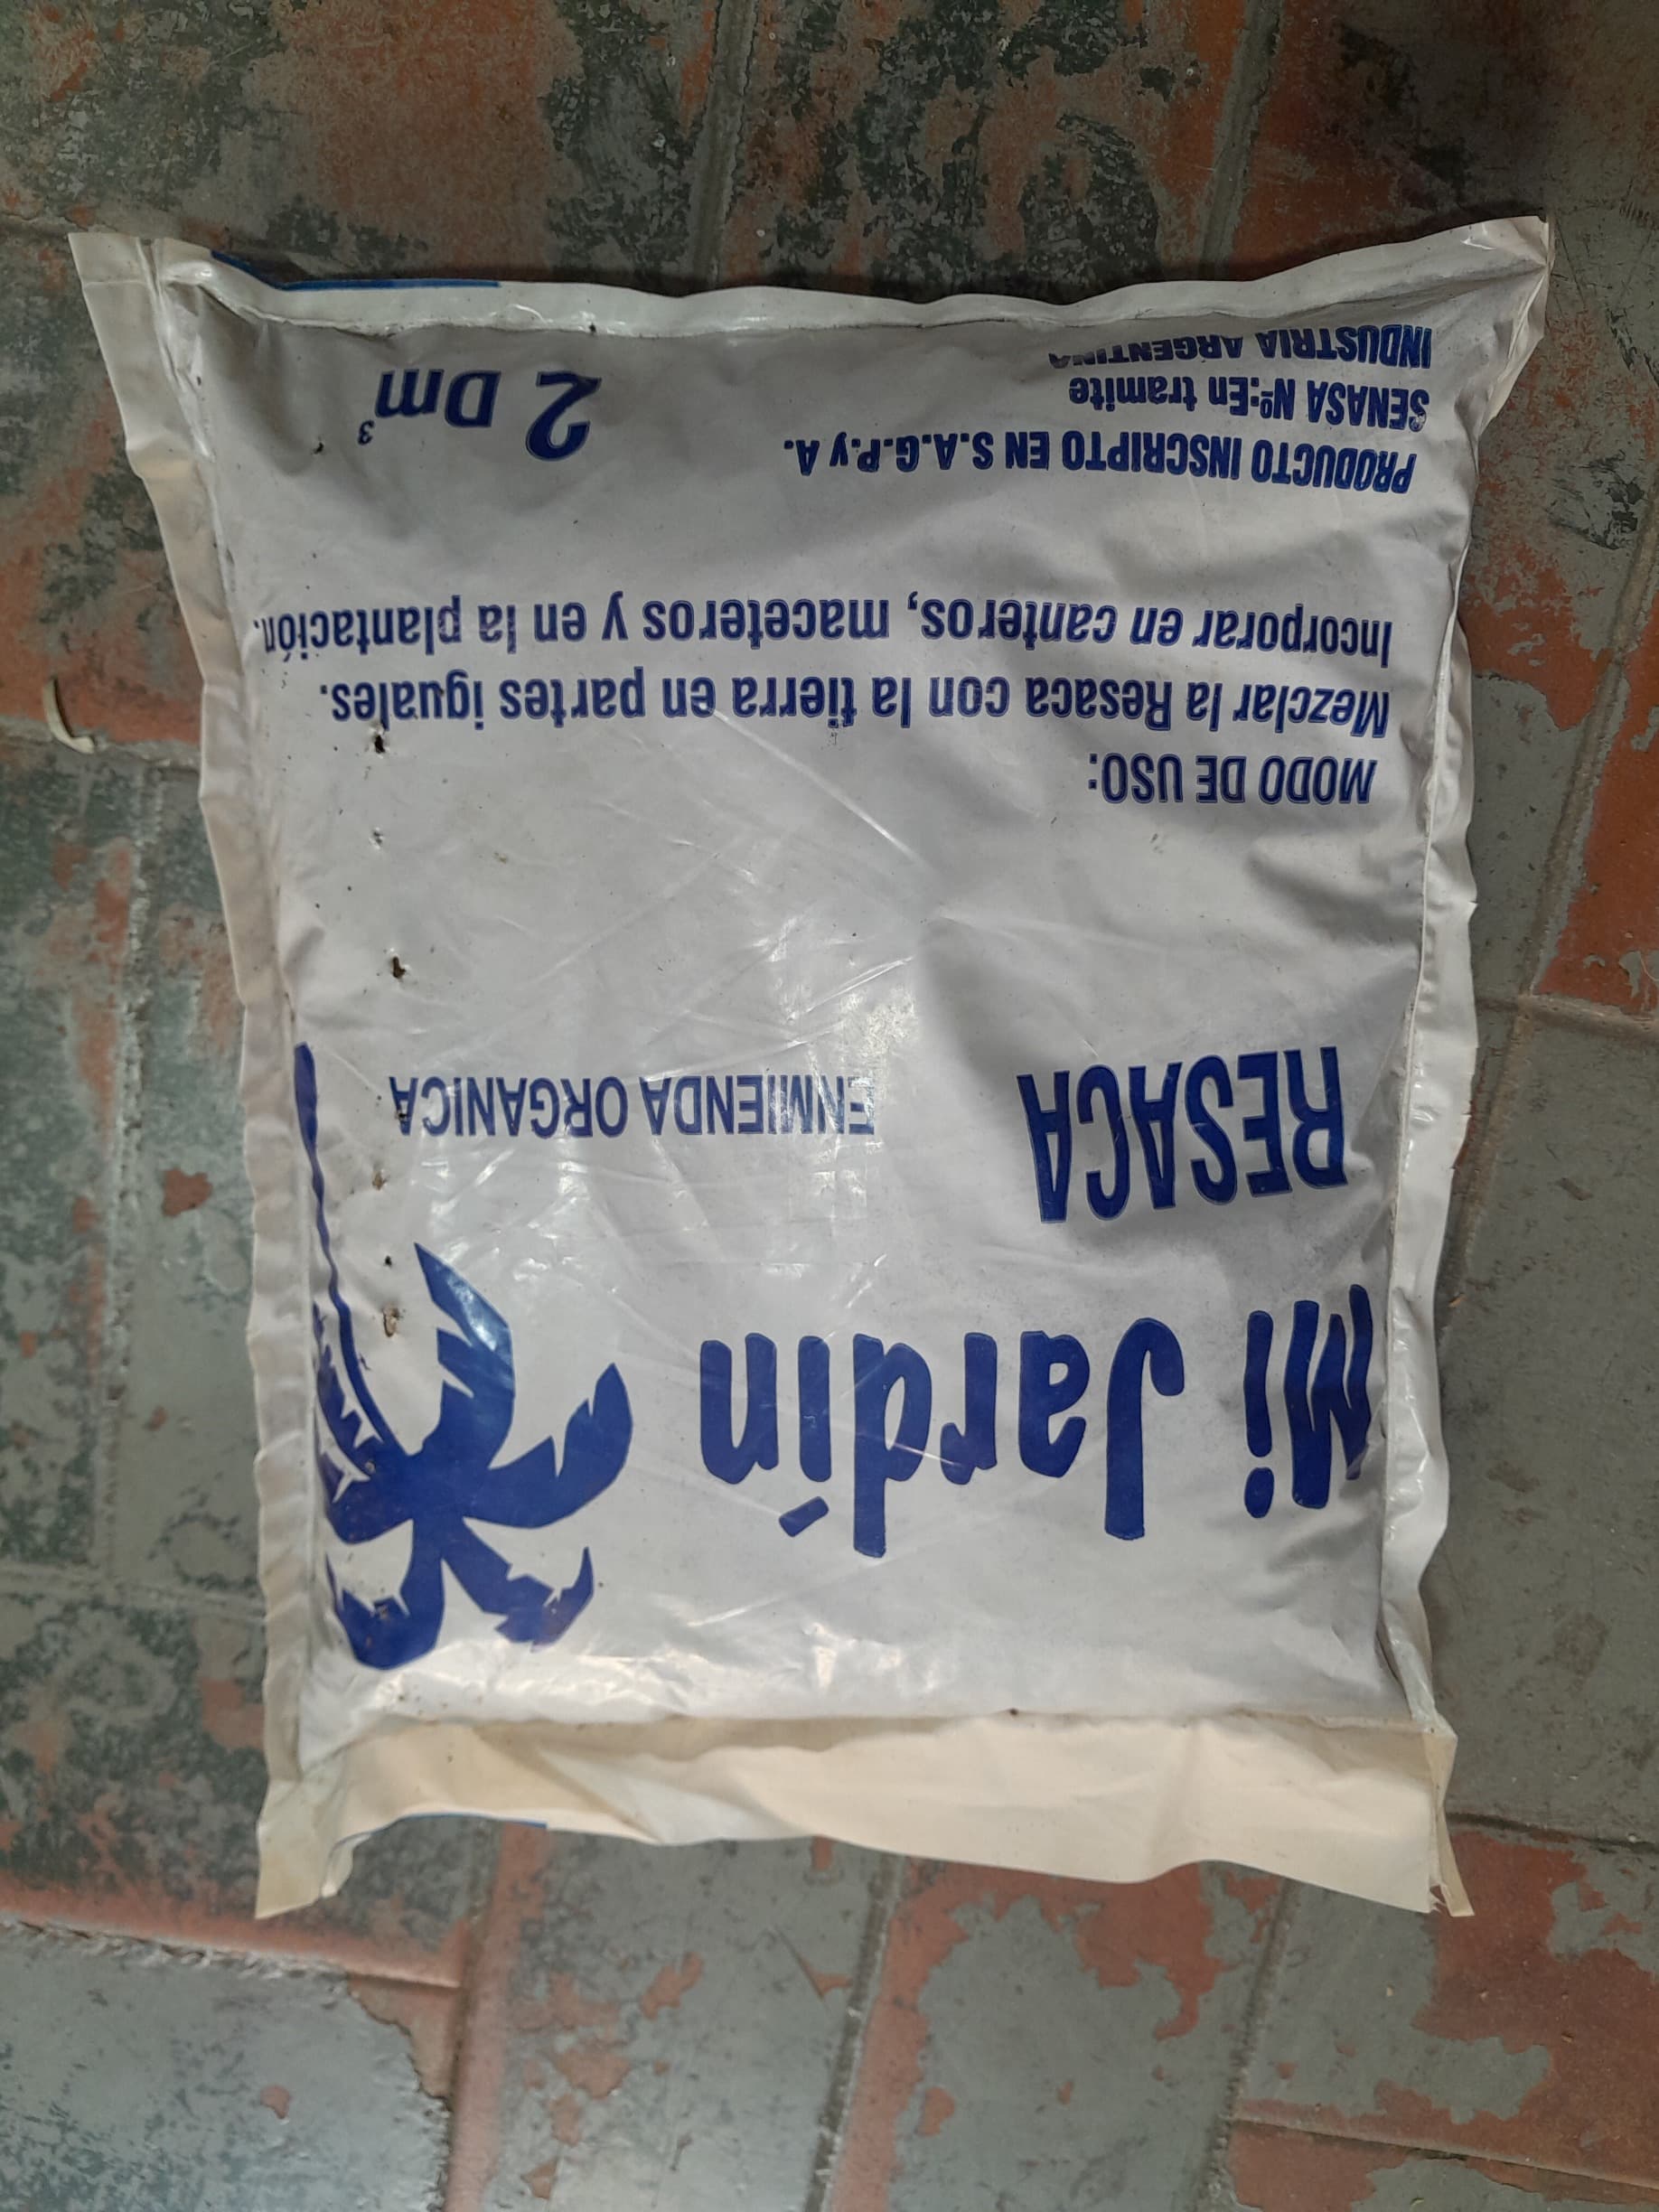 Mi Jardín
RESACA
ENMIENDA ORGANICA
MODO DE USO:
Mezclar la Resaca con la tierra en partes iguales.
Incorporar en canteros, maceteros y en la plantación.
PRODUCTO INSCRIPTO EN S.A.G.P.y A.
SENASA Nº:En tramite
INDUSTRIA ARGENTINA
2 Dm³